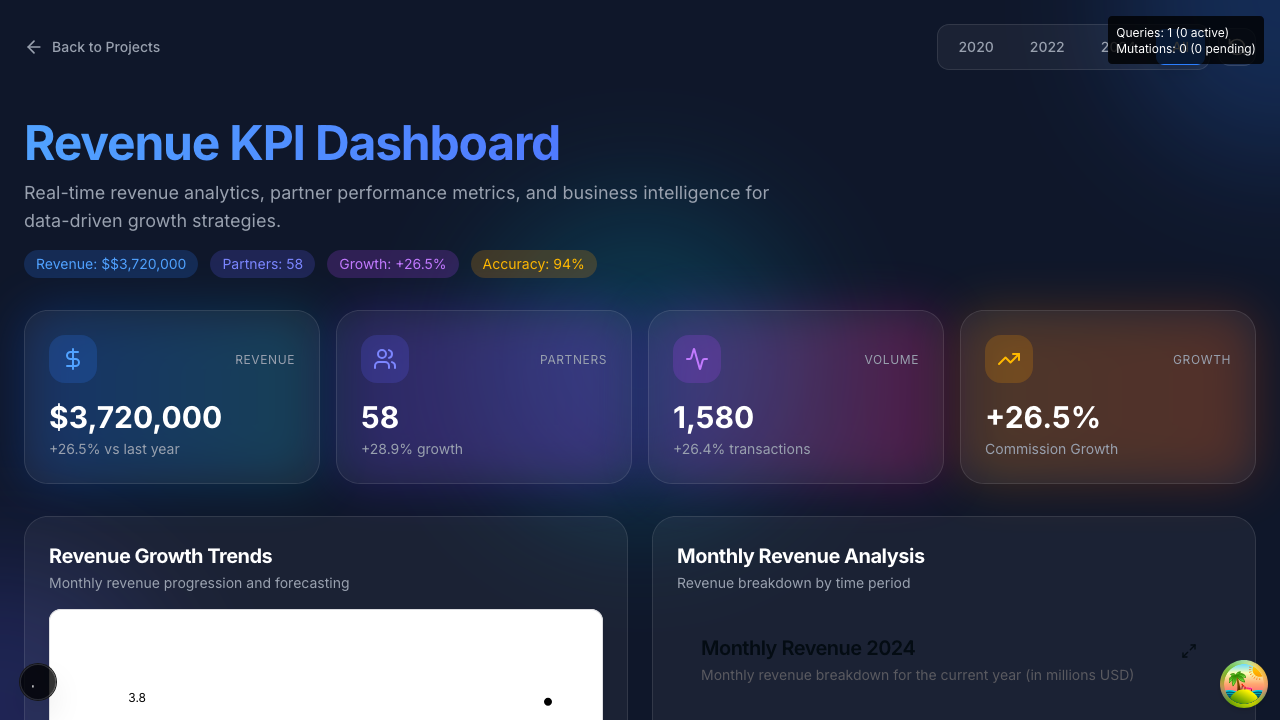 Back to Projects
2020
2022
Queries: 1 (0 active)
Mutations: 0 (0 pending)
Revenue KPI Dashboard
Real-time revenue analytics, partner performance metrics, and business intelligence for
data-driven growth strategies.
Revenue: $$3,720,000
Partners: 58
Growth: +26.5%
Accuracy: 94%
REVENUE
$3,720,000
+26.5% vs last year
PARTNERS
58
+28.9% growth
VOLUME
1,580
+26.4% transactions
GROWTH
+26.5%
Commission Growth
Revenue Growth Trends
Monthly revenue progression and forecasting
3.8
Monthly Revenue Analysis
Revenue breakdown by time period
Monthly Revenue 2024
Monthly revenue breakdown for the current year (in millions USD)